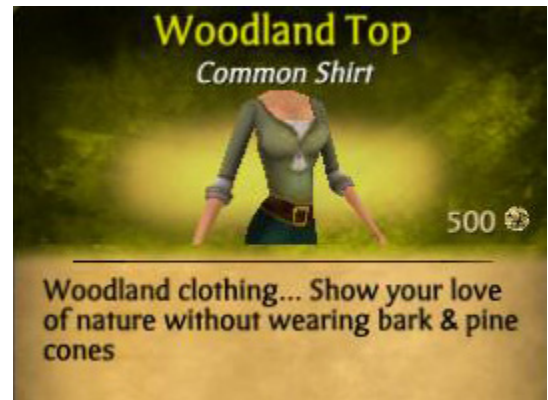 Woodland Top
Common Shirt
500
Woodland clothing... Show your love
of nature without wearing bark & pine
cones